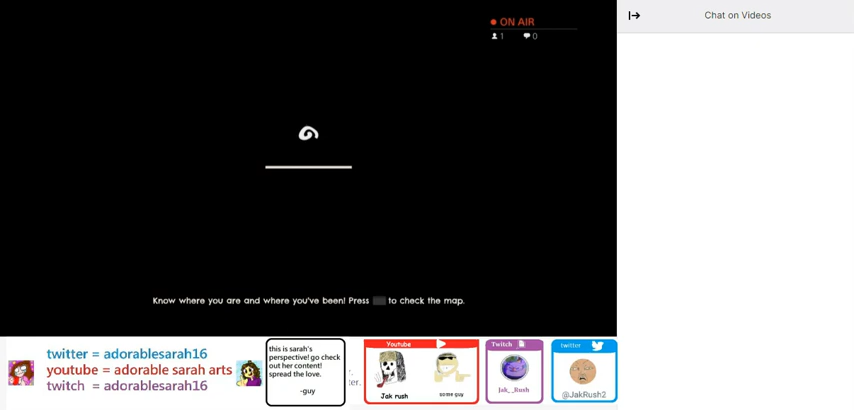 Chat on Videos
ON AIR
1 0
Know where you are and where you've been! Press to check the map.
twitter = adorablesarah16
youtube = adorable sarah arts
twitch = adorablesarah16
this is sarah's
perspective! go check
out her content!
spread the love.
-guy
Youtube
Jak rush
some guy
Twitch
Jak_Rush
twitter
@JakRush2